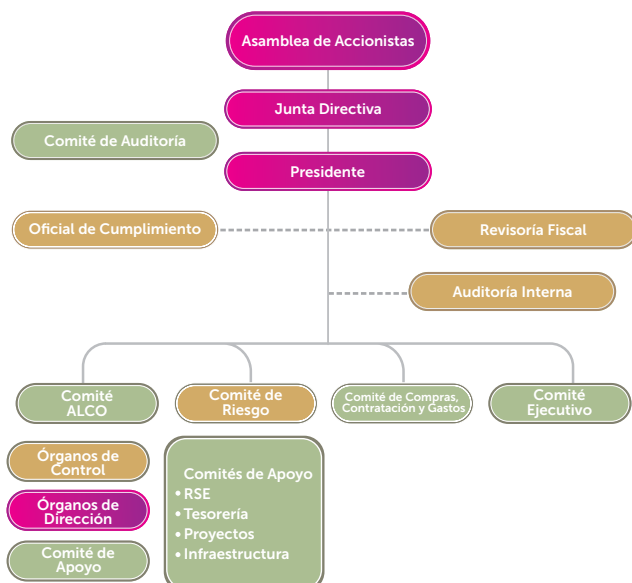 Asamblea de Accionistas
Junta Directiva
Comité de Auditoría
Presidente
Oficial de Cumplimiento
Revisoría Fiscal
Auditoría Interna
Comité
ALCO
Comité de
Riesgo
Comité de Compras,
Contratación y Gastos
Comité
Ejecutivo
Órganos de
Control
Órganos de
Dirección
Comité de
Apoyo
Comités de Apoyo
• RSE
• Tesorería
• Proyectos
• Infraestructura